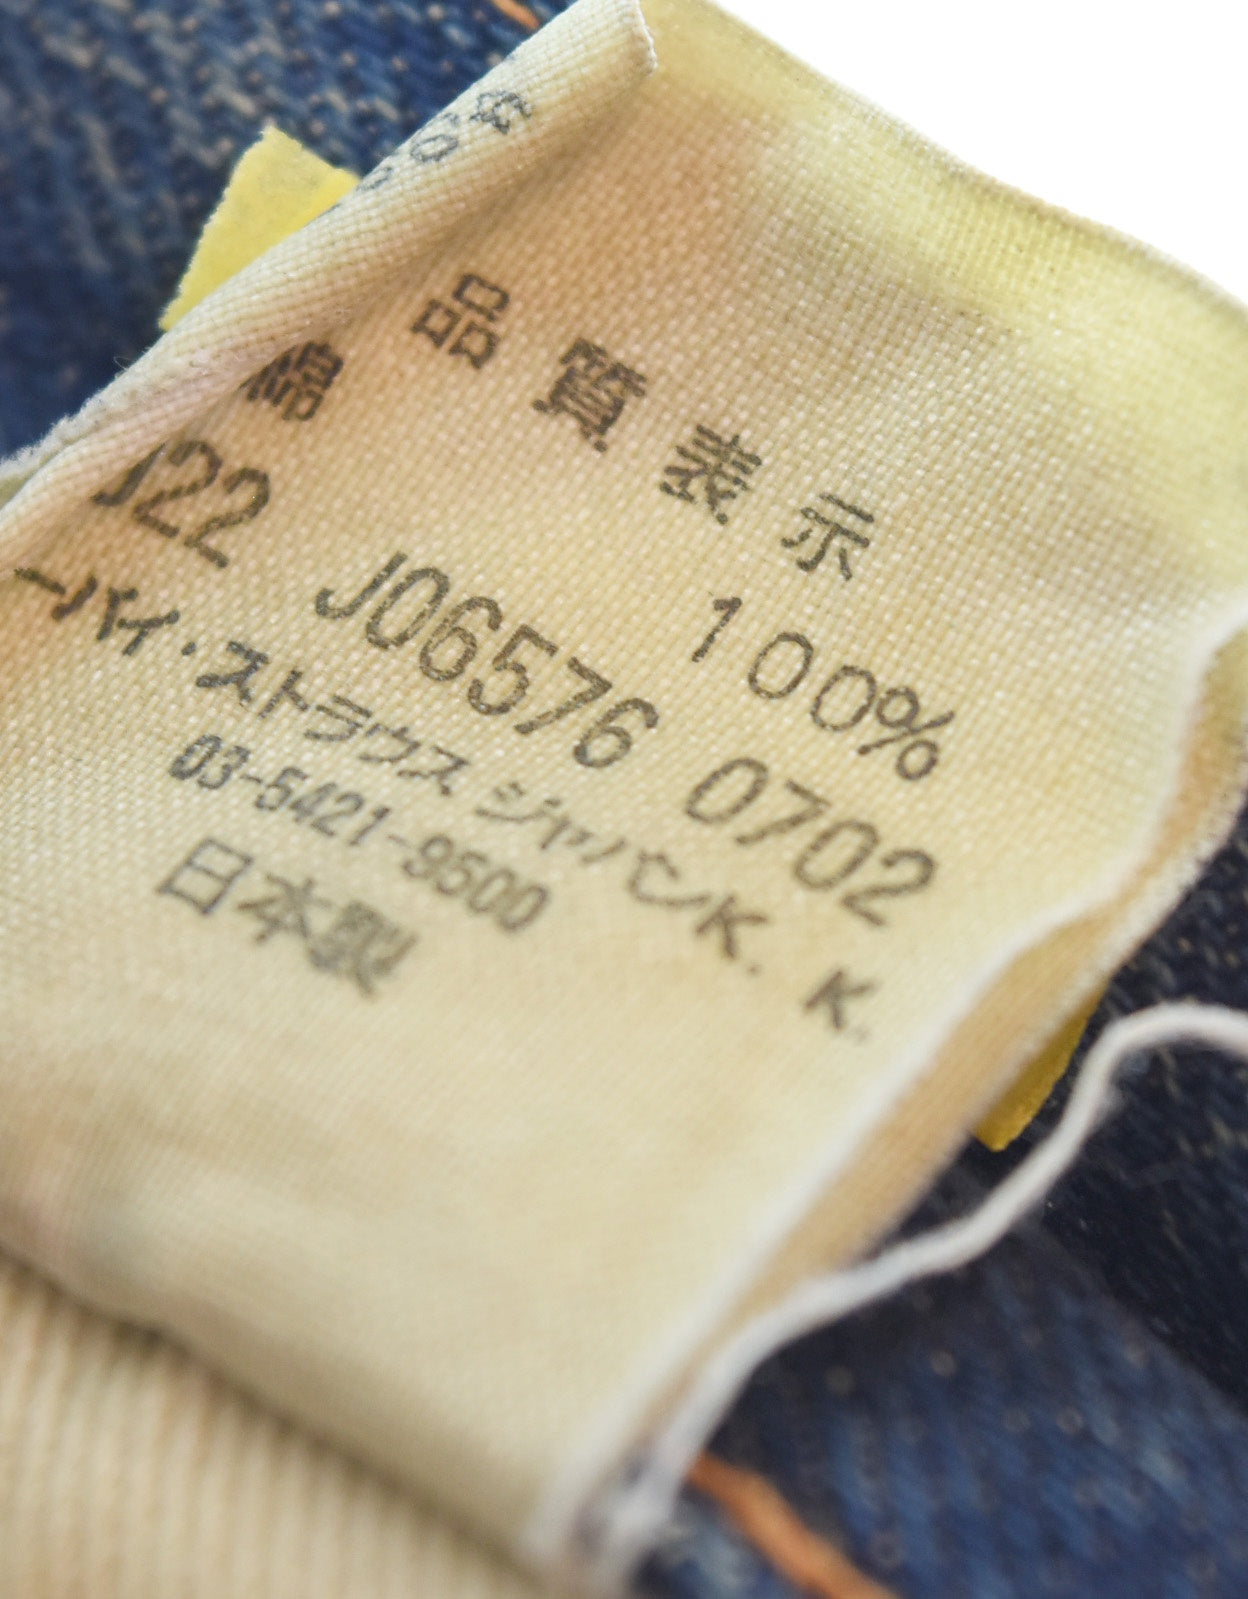 品質表示
綿 100%
J22 J06576 0702
ーバイ・ストラウス ジャパンK.K.
03-5421-9500
日本製